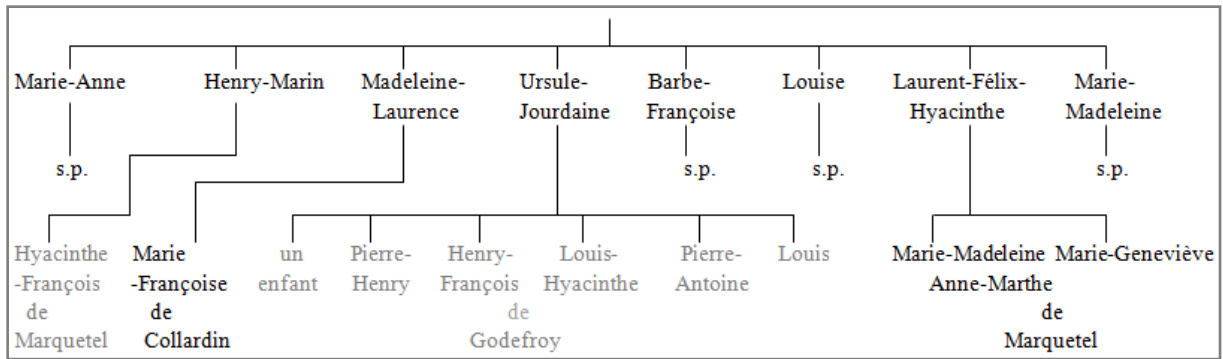 Marie-Anne Henry-Marin Madeleine- Ursule- Barbe- Louise Laurent-Félix- Marie-
Laurence Jourdaine Françoise Hyacinthe Madeleine
s.p. s.p. s.p. s.p.
Hyacinthe Marie un Pierre- Henry- Louis- Pierre- Louis Marie-Madeleine Marie-Geneviève
-François -Françoise enfant Henry François Hyacinthe Antoine Anne-Marthe
de de de de
Marquetel Collardin Godefroy Marquetel